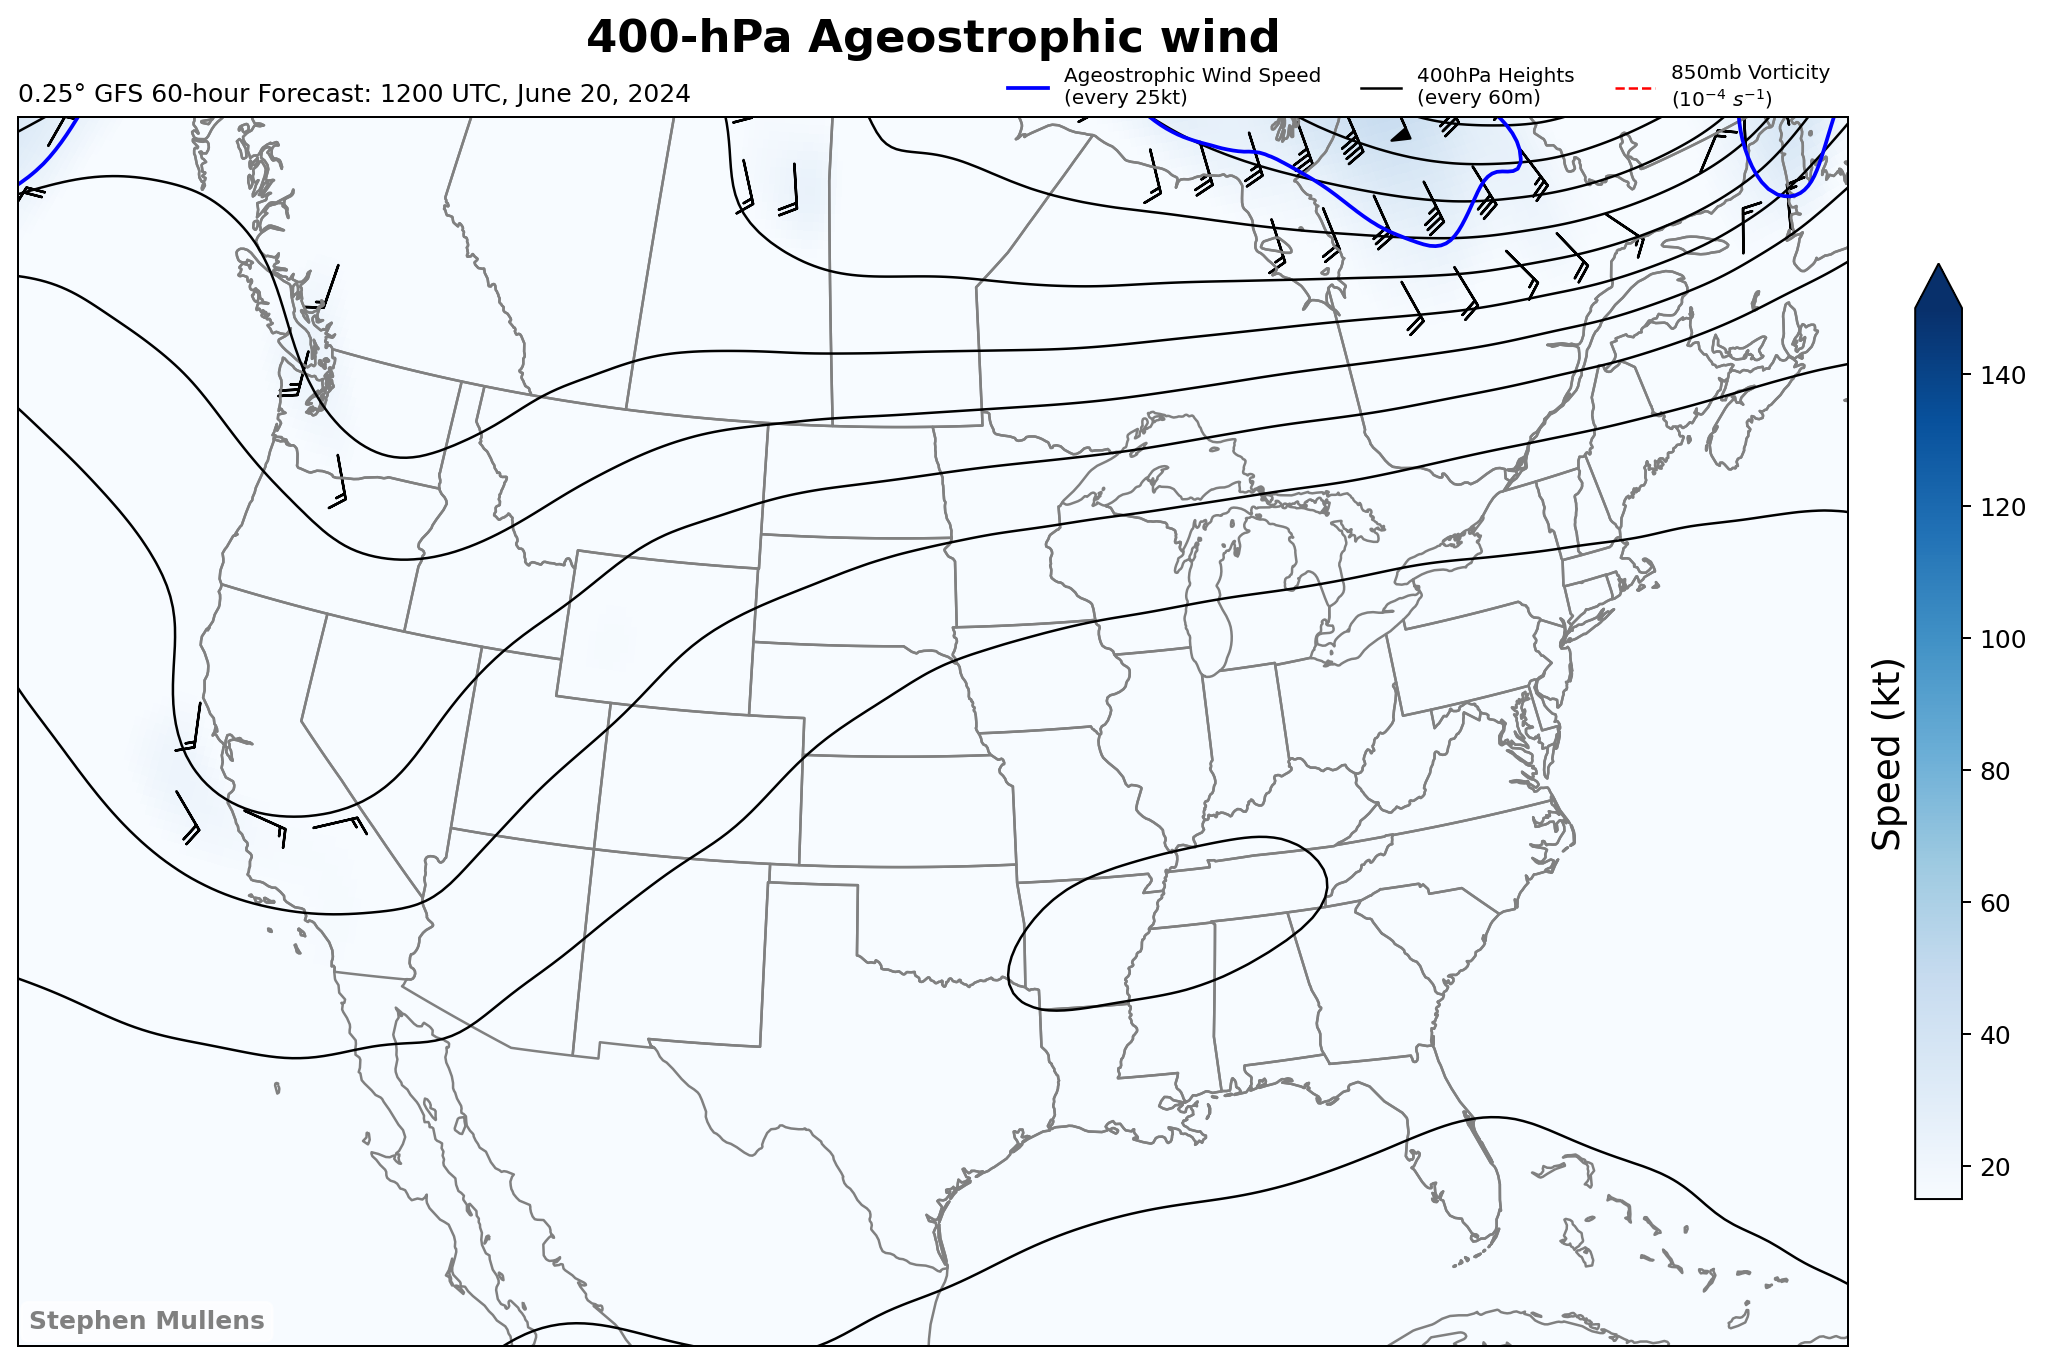 400-hPa Ageostrophic wind
0.25° GFS 60-hour Forecast: 1200 UTC, June 20, 2024
Ageostrophic Wind Speed
(every 25kt)
400hPa Heights
(every 60m)
850mb Vorticity
(10⁻⁴ s⁻¹)
140
120
100
80
60
40
20
Speed (kt)
Stephen Mullens